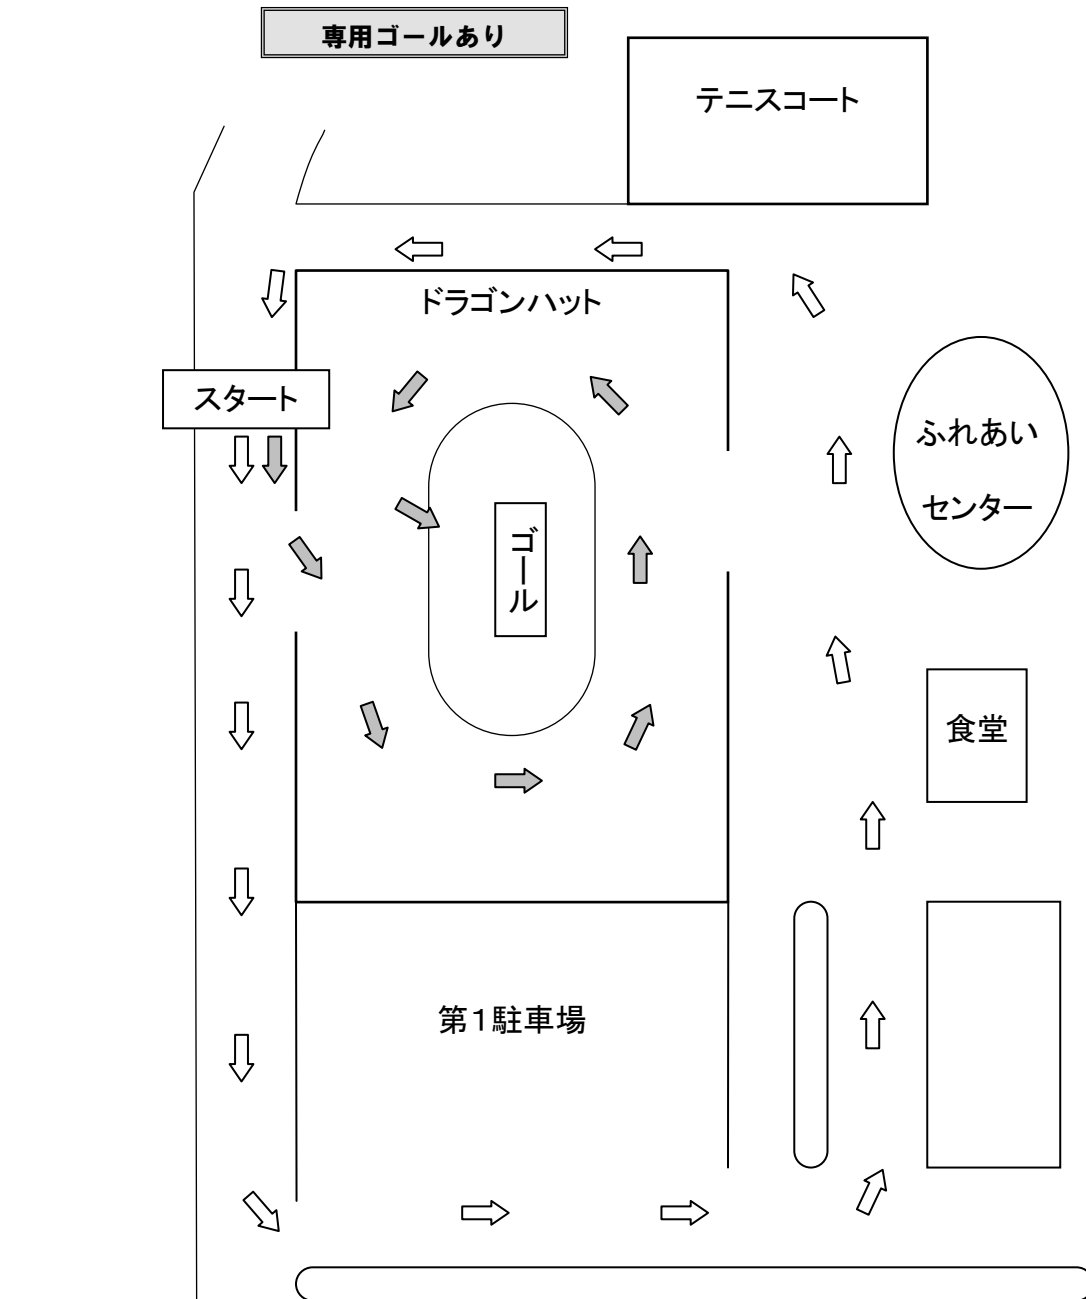 専用ゴールあり
テニスコート
ドラゴンハット
スタート
ふれあい
センター
ゴール
食堂
第1駐車場